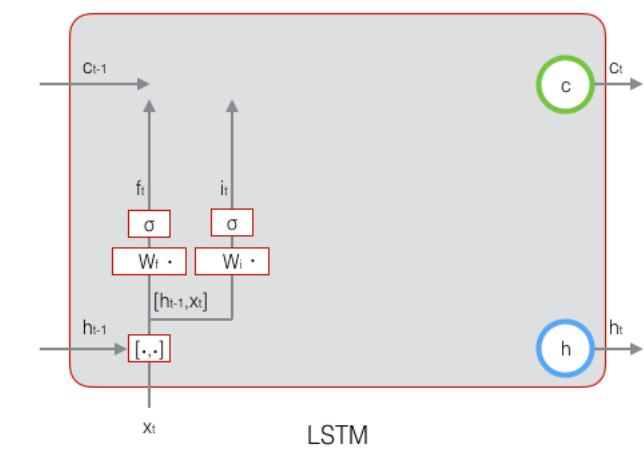 Ct-1
Ct
c
ft
it
σ
σ
Wf ·
Wi ·
[ht-1,xt]
ht-1
ht
[·,·]
h
xt
LSTM